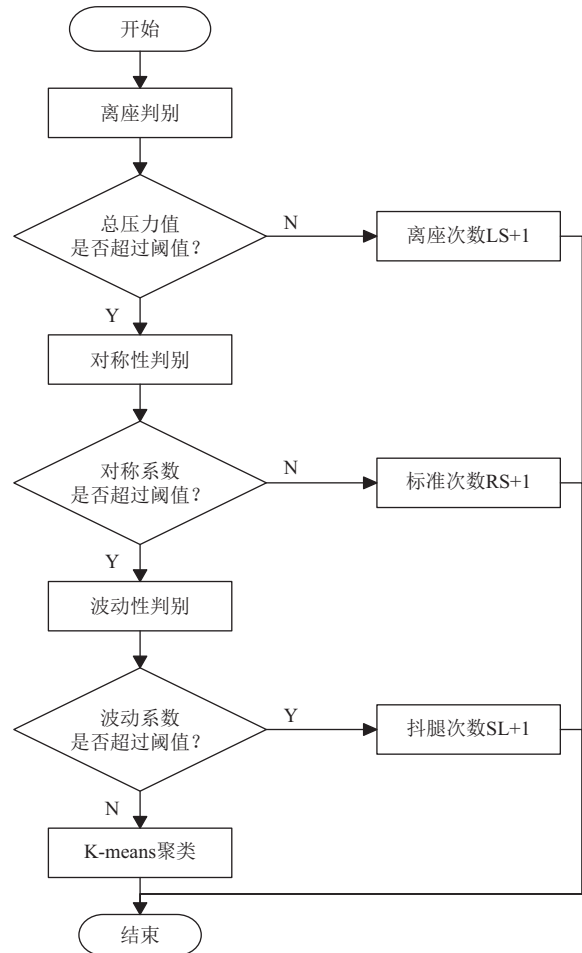 开始
离座判别
总压力值
是否超过阈值？
N
离座次数LS+1
Y
对称性判别
对称系数
是否超过阈值？
N
标准次数RS+1
Y
波动性判别
波动系数
是否超过阈值？
Y
抖腿次数SL+1
N
K-means聚类
结束